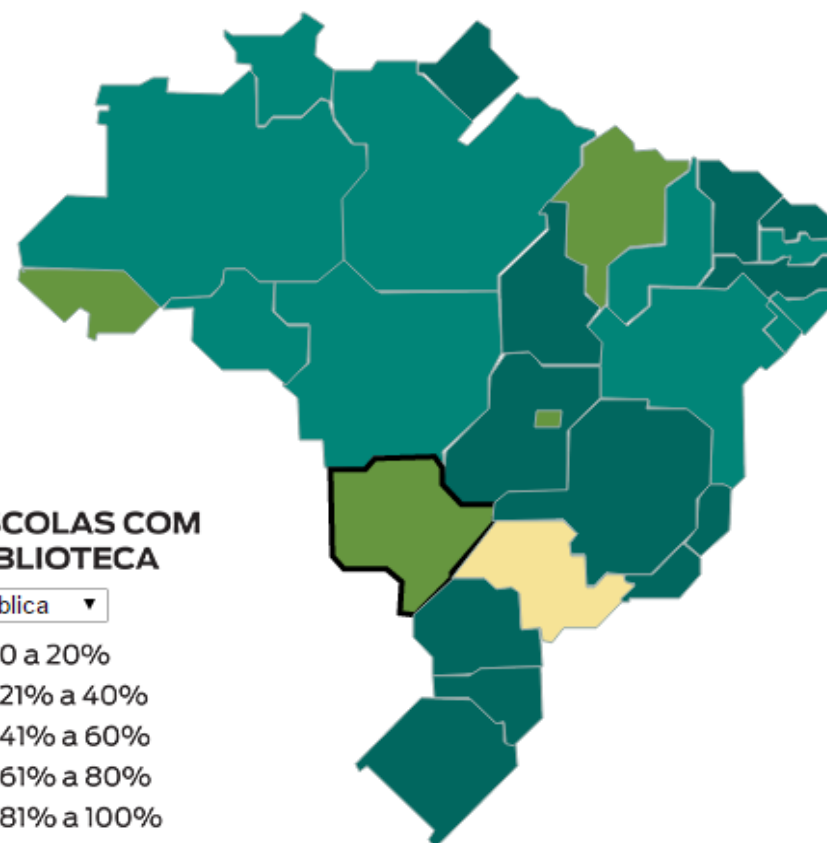 SCOLAS COM
BLIOTECA
blica
0 a 20%
21% a 40%
41% a 60%
61% a 80%
81% a 100%